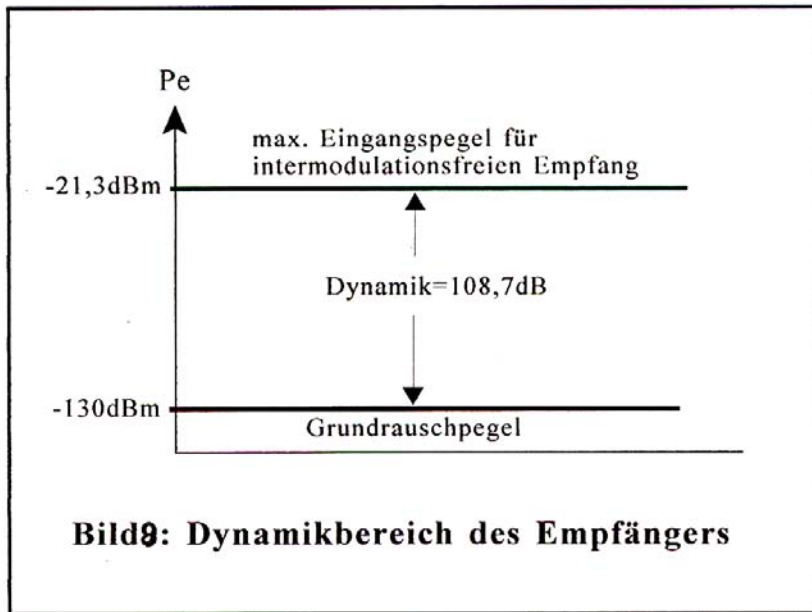 Pe
max. Eingangspegel für
intermodulationsfreien Empfang
-21,3dBm
Dynamik=108,7dB
-130dBm
Grundrauschpegel
Bild9: Dynamikbereich des Empfängers